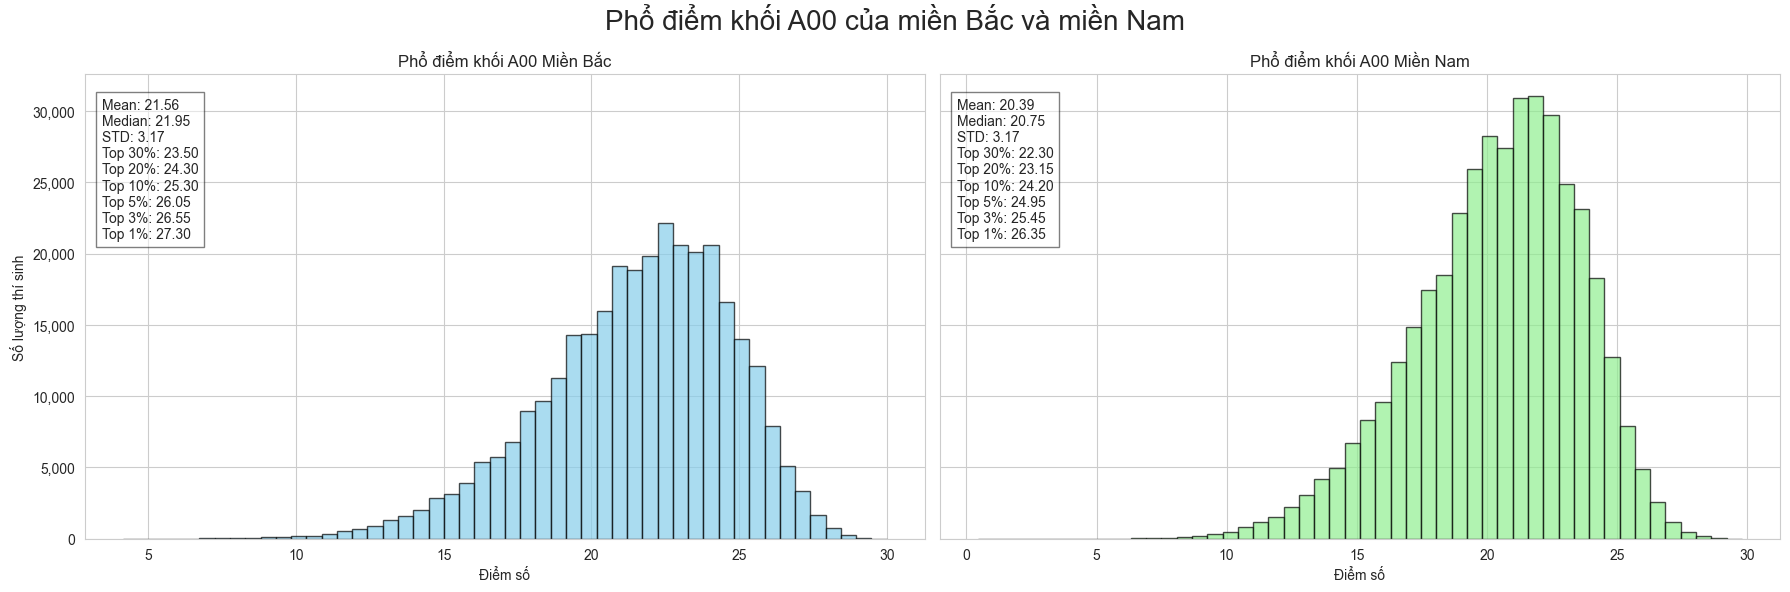 Phổ điểm khối A00 của miền Bắc và miền Nam
Phổ điểm khối A00 Miền Bắc
Mean: 21.56
Median: 21.95
STD: 3.17
Top 30%: 23.50
Top 20%: 24.30
Top 10%: 25.30
Top 5%: 26.05
Top 3%: 26.55
Top 1%: 27.30
30,000
25,000
20,000
15,000
10,000
5,000
0
Số lượng thí sinh
5 10 15 20 25 30
Điểm số
Phổ điểm khối A00 Miền Nam
Mean: 20.39
Median: 20.75
STD: 3.17
Top 30%: 22.30
Top 20%: 23.15
Top 10%: 24.20
Top 5%: 24.95
Top 3%: 25.45
Top 1%: 26.35
0 5 10 15 20 25 30
Điểm số